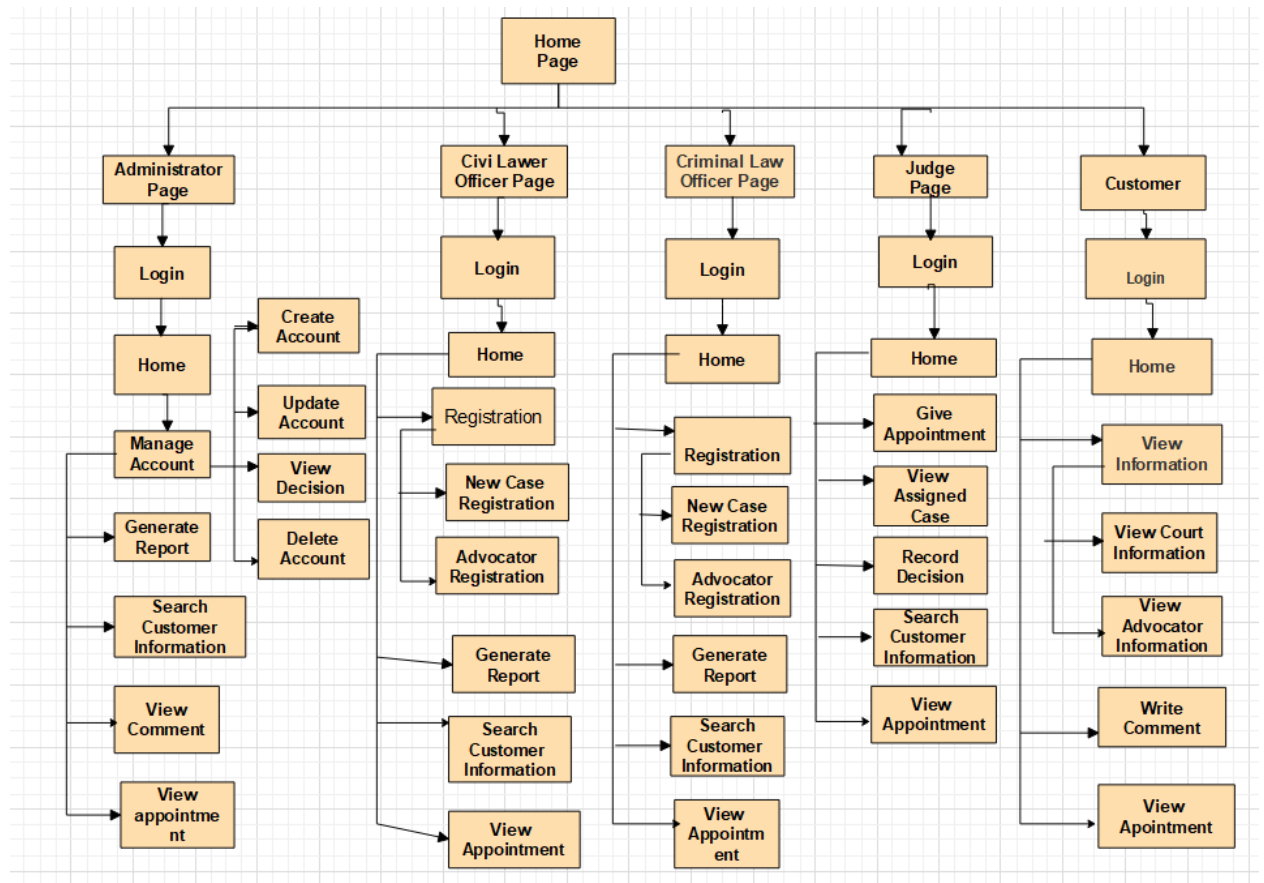 Home
Page
Administrator
Page
Login
Home
Manage
Account
Create
Account
Update
Account
View
Decision
Delete
Account
Generate
Report
Search
Customer
Information
View
Comment
View
appointme
nt
Civi Lawer
Officer Page
Login
Home
Registration
New Case
Registration
Advocator
Registration
Generate
Report
Search
Customer
Information
View
Appointment
Criminal Law
Officer Page
Login
Home
Registration
New Case
Registration
Advocator
Registration
Generate
Report
Search
Customer
Information
View
Appointm
ent
Judge
Page
Login
Home
Give
Appointment
View
Assigned
Case
Record
Decision
Search
Customer
Information
View
Appointment
Customer
Login
Home
View
Information
View Court
Information
View
Advocator
Information
Write
Comment
View
Apointment